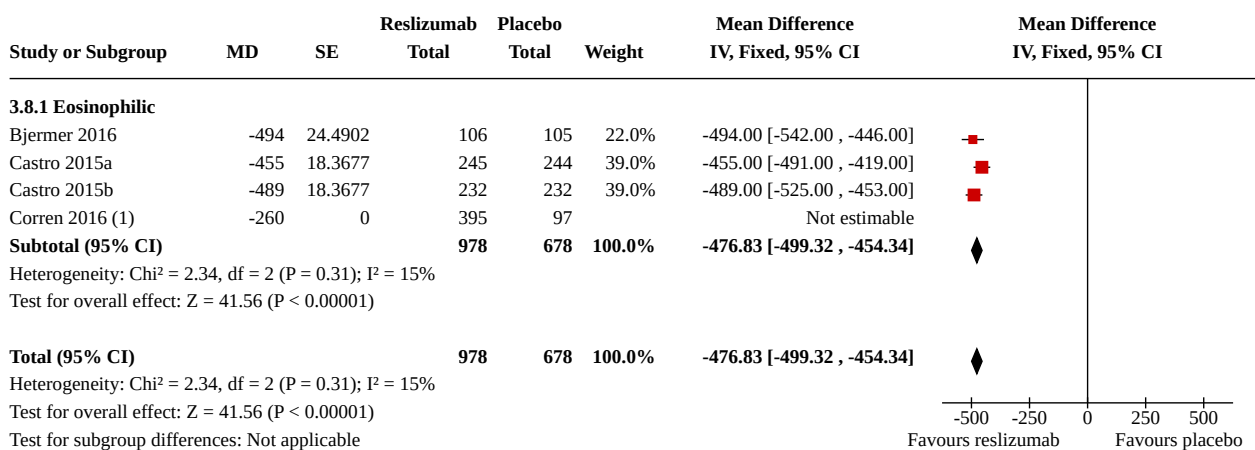 Reslizumab Placebo Mean Difference Mean Difference
Study or Subgroup MD SE Total Total Weight IV, Fixed, 95% CI IV, Fixed, 95% CI
3.8.1 Eosinophilic
Bjermer 2016 -494 24.4902 106 105 22.0% -494.00 [-542.00 , -446.00]
Castro 2015a -455 18.3677 245 244 39.0% -455.00 [-491.00 , -419.00]
Castro 2015b -489 18.3677 232 232 39.0% -489.00 [-525.00 , -453.00]
Corren 2016 (1) -260 0 395 97 Not estimable
Subtotal (95% CI) 978 678 100.0% -476.83 [-499.32 , -454.34]
Heterogeneity: Chi² = 2.34, df = 2 (P = 0.31); I² = 15%
Test for overall effect: Z = 41.56 (P < 0.00001)
Total (95% CI) 978 678 100.0% -476.83 [-499.32 , -454.34]
Heterogeneity: Chi² = 2.34, df = 2 (P = 0.31); I² = 15%
Test for overall effect: Z = 41.56 (P < 0.00001)
-500 -250 0 250 500
Test for subgroup differences: Not applicable Favours reslizumab Favours placebo